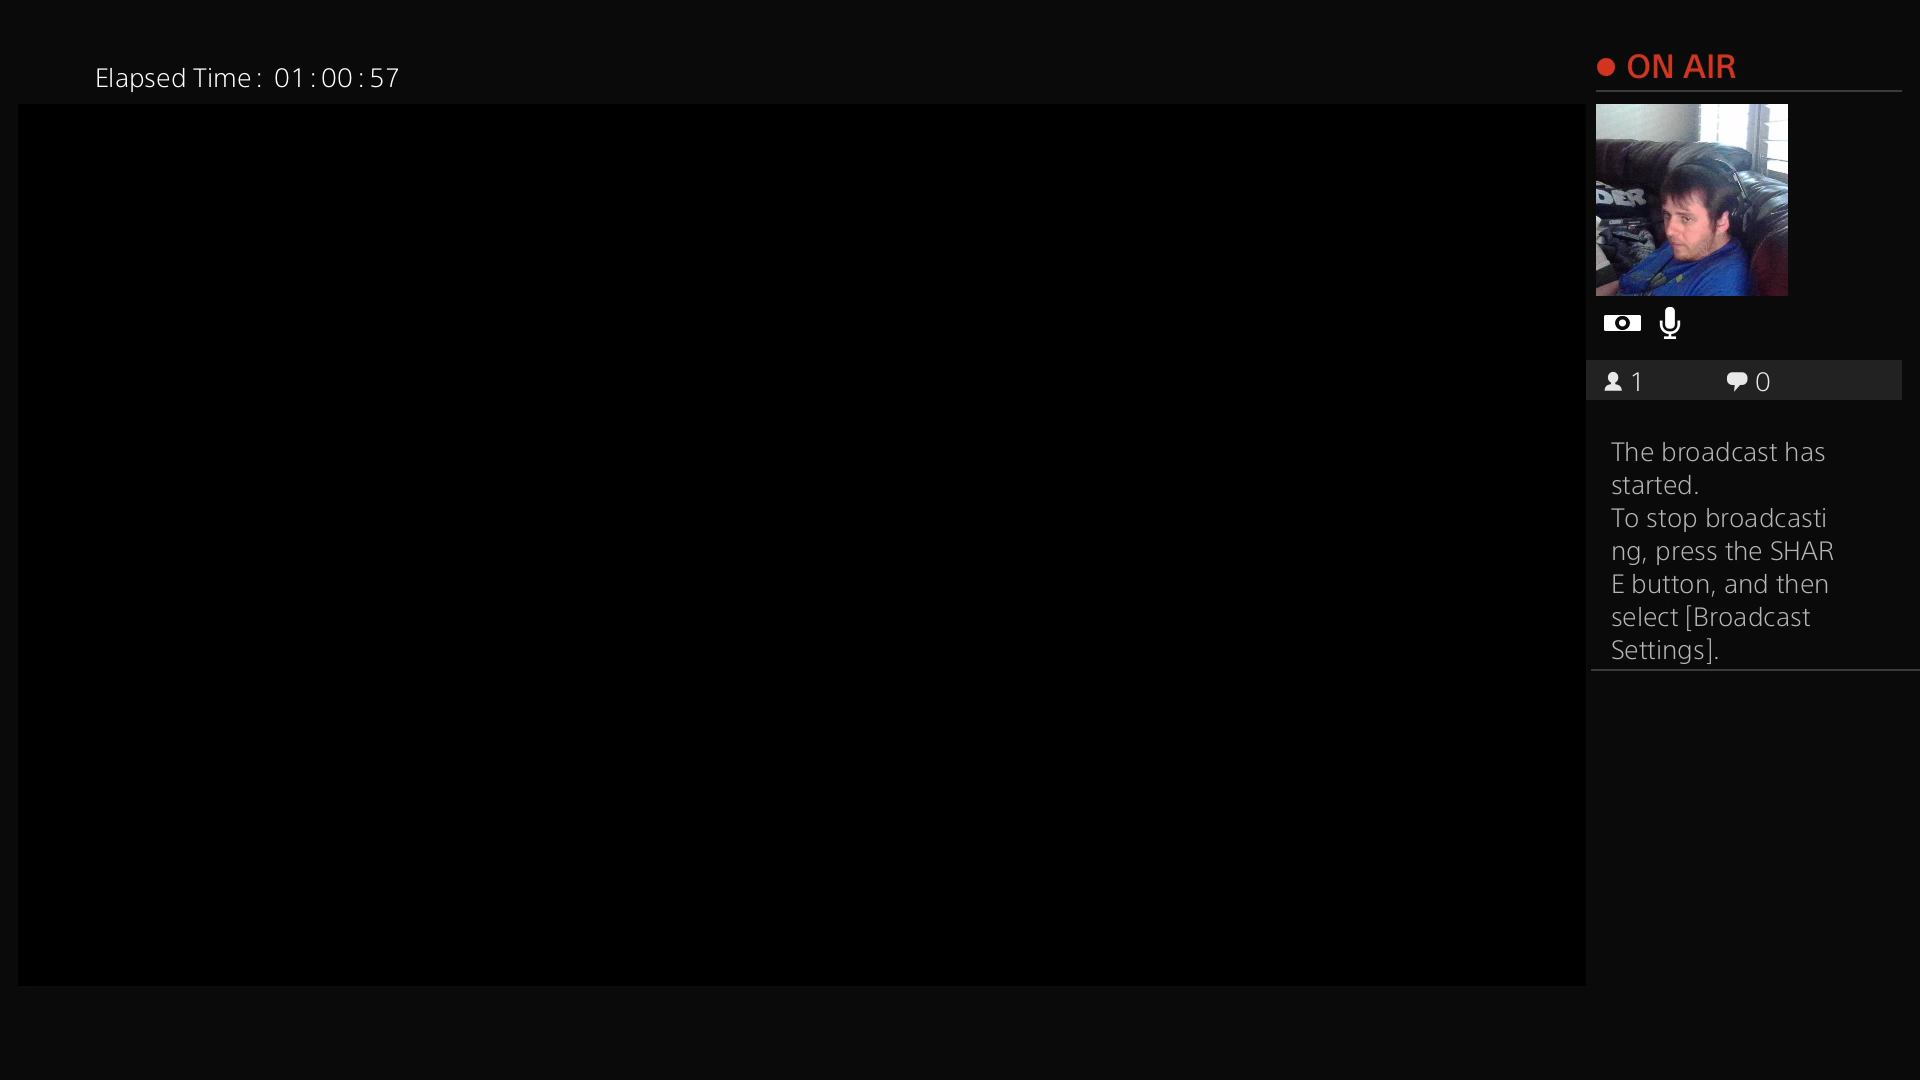 Elapsed Time: 01:00:57
ON AIR
DER
1 0
The broadcast has
started.
To stop broadcasti
ng, press the SHAR
E button, and then
select [Broadcast
Settings].